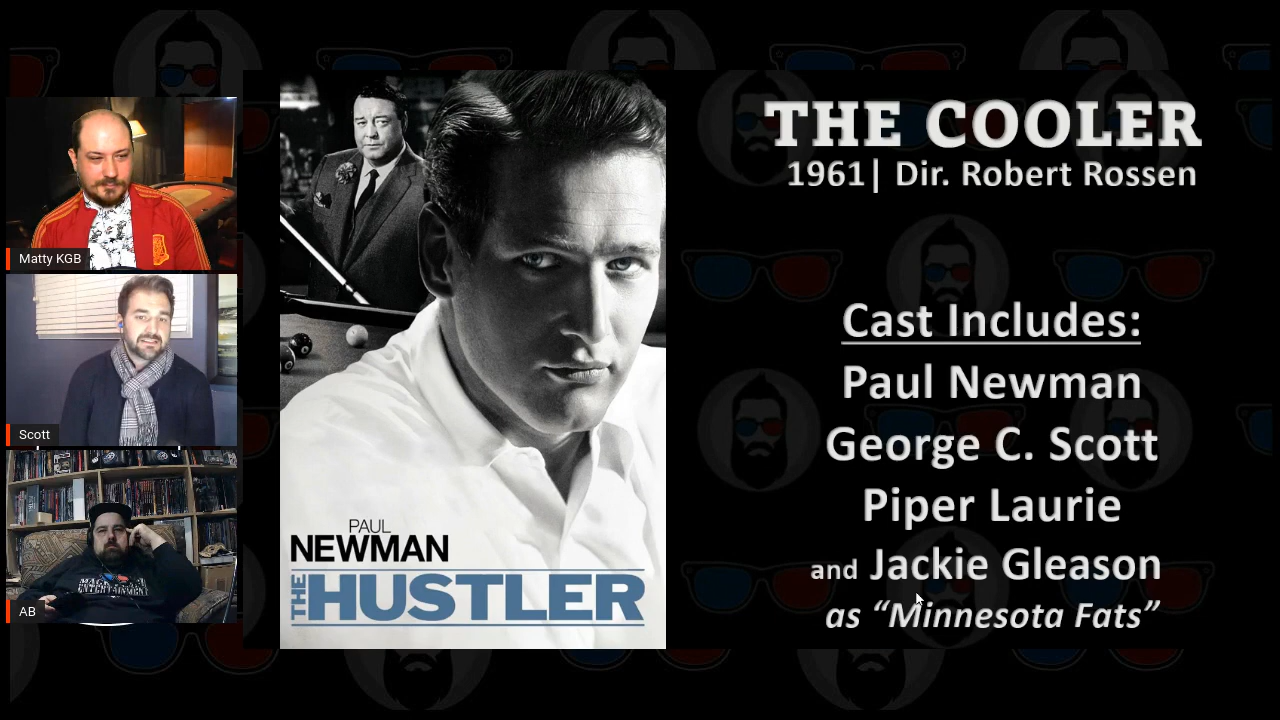 Matty KGB
Scott
AB
PAUL
NEWMAN
THE HUSTLER
THE COOLER
1961| Dir. Robert Rossen
Cast Includes:
Paul Newman
George C. Scott
Piper Laurie
and Jackie Gleason
as “Minnesota Fats”